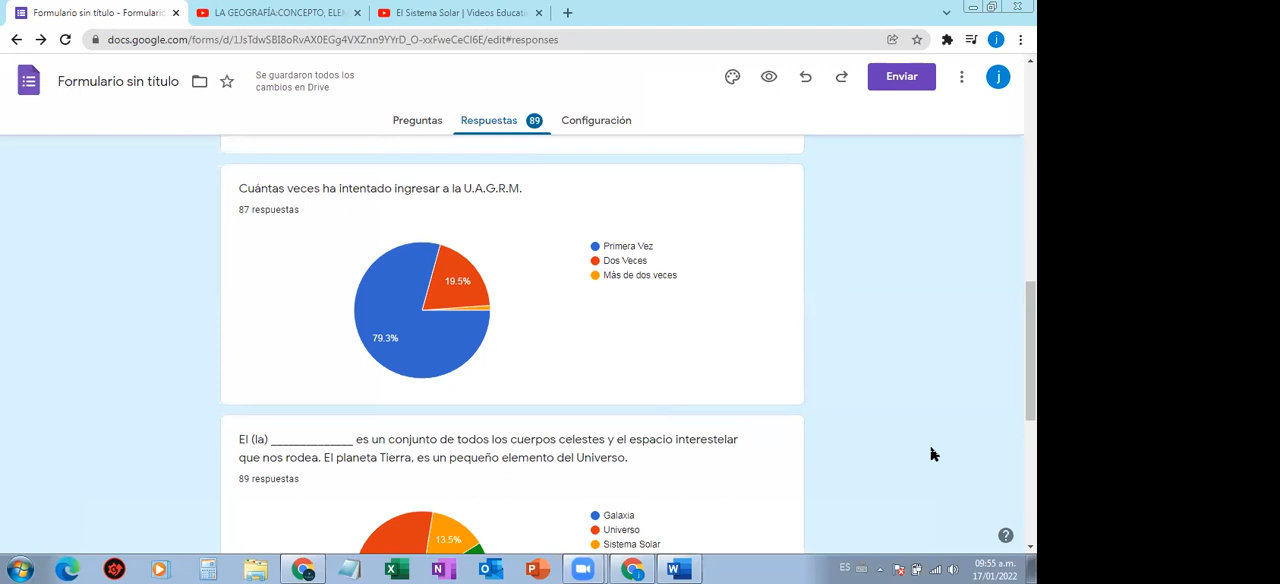 Formulario sin título - Formulario
LA GEOGRAFÍA:CONCEPTO, ELE
El Sistema Solar | Videos Educati
docs.google.com/forms/d/1JsTdwSBI8oRvAX0EGg4VXZnn9YYrD_O-xxFweCeCl6E/edit#responses
j
Formulario sin título
Se guardaron todos los
cambios en Drive
Enviar
j
Preguntas
Respuestas 89
Configuración
Cuántas veces ha intentado ingresar a la U.A.G.R.M.
87 respuestas
Primera Vez
Dos Veces
Más de dos veces
19.5%
79.3%
El (la) ______________ es un conjunto de todos los cuerpos celestes y el espacio interestelar
que nos rodea. El planeta Tierra, es un pequeño elemento del Universo.
89 respuestas
Galaxia
Universo
Sistema Solar
13.5%
ES
09:55 a.m.
17/01/2022